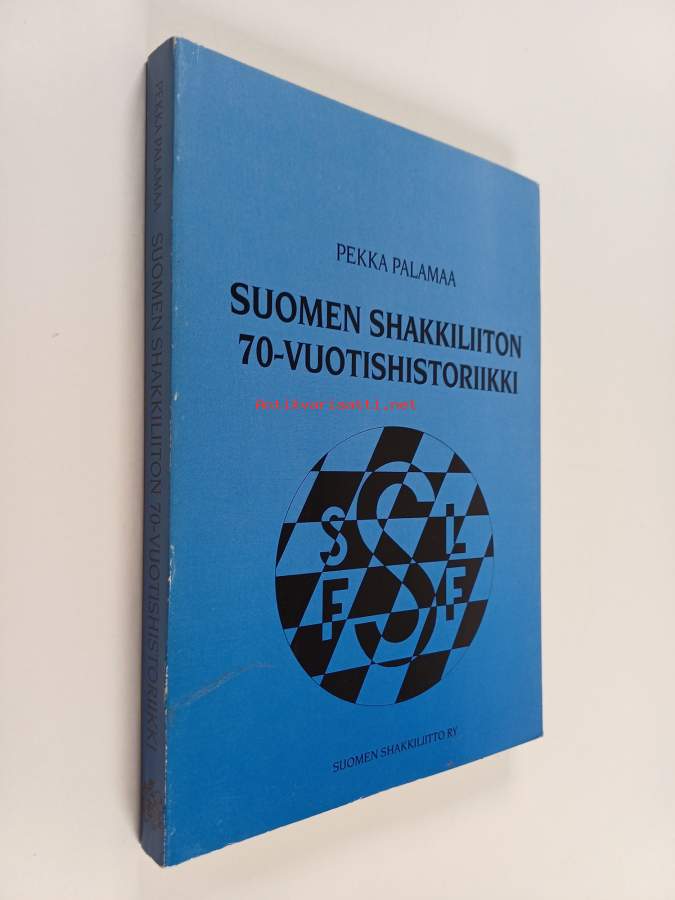 PEKKA PALAMAA
SUOMEN SHAKKILIITON
70-VUOTISHISTORIIKKI
Antikvariaatti.net
S S L
F F
SUOMEN SHAKKILIITTO RY
PEKKA PALAMAA SUOMEN SHAKKILIITON 70-VUOTISHISTORIIKKI